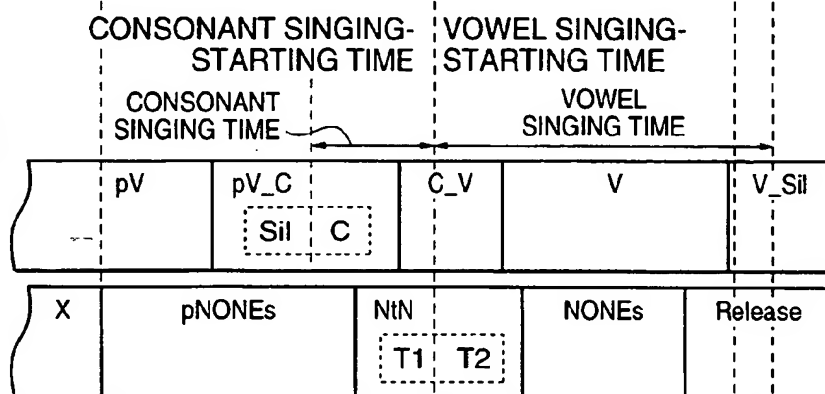 CONSONANT SINGING-
STARTING TIME
VOWEL SINGING-
STARTING TIME
CONSONANT
SINGING TIME
VOWEL
SINGING TIME
pV pV_C C_V V V_Sil
Sil C
X pNONEs NtN NONEs Release
T1 T2